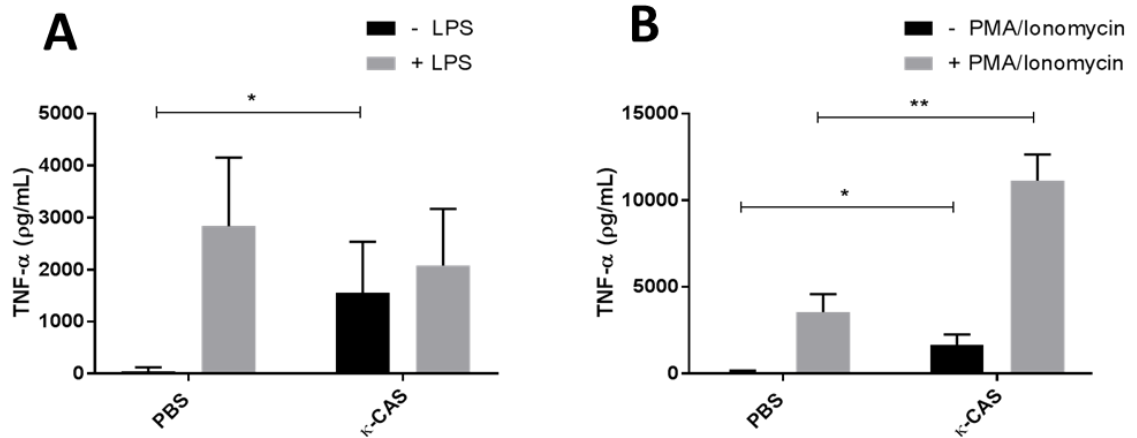 A
- LPS
+ LPS
*
5000
4000
3000
2000
1000
0
TNF-α (ρg/mL)
PBS
κ-CAS
B
- PMA/Ionomycin
+ PMA/Ionomycin
**
*
15000
10000
5000
0
TNF-α (ρg/mL)
PBS
κ-CAS